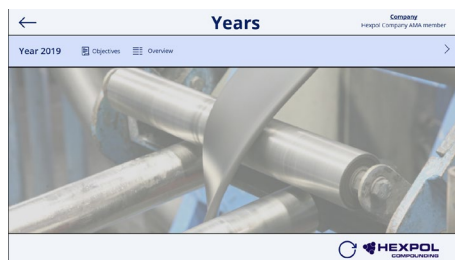 Years
Company
Hexpol Company AMA member
Year 2019 Objectives Overview
HEXPOL
COMPOUNDING